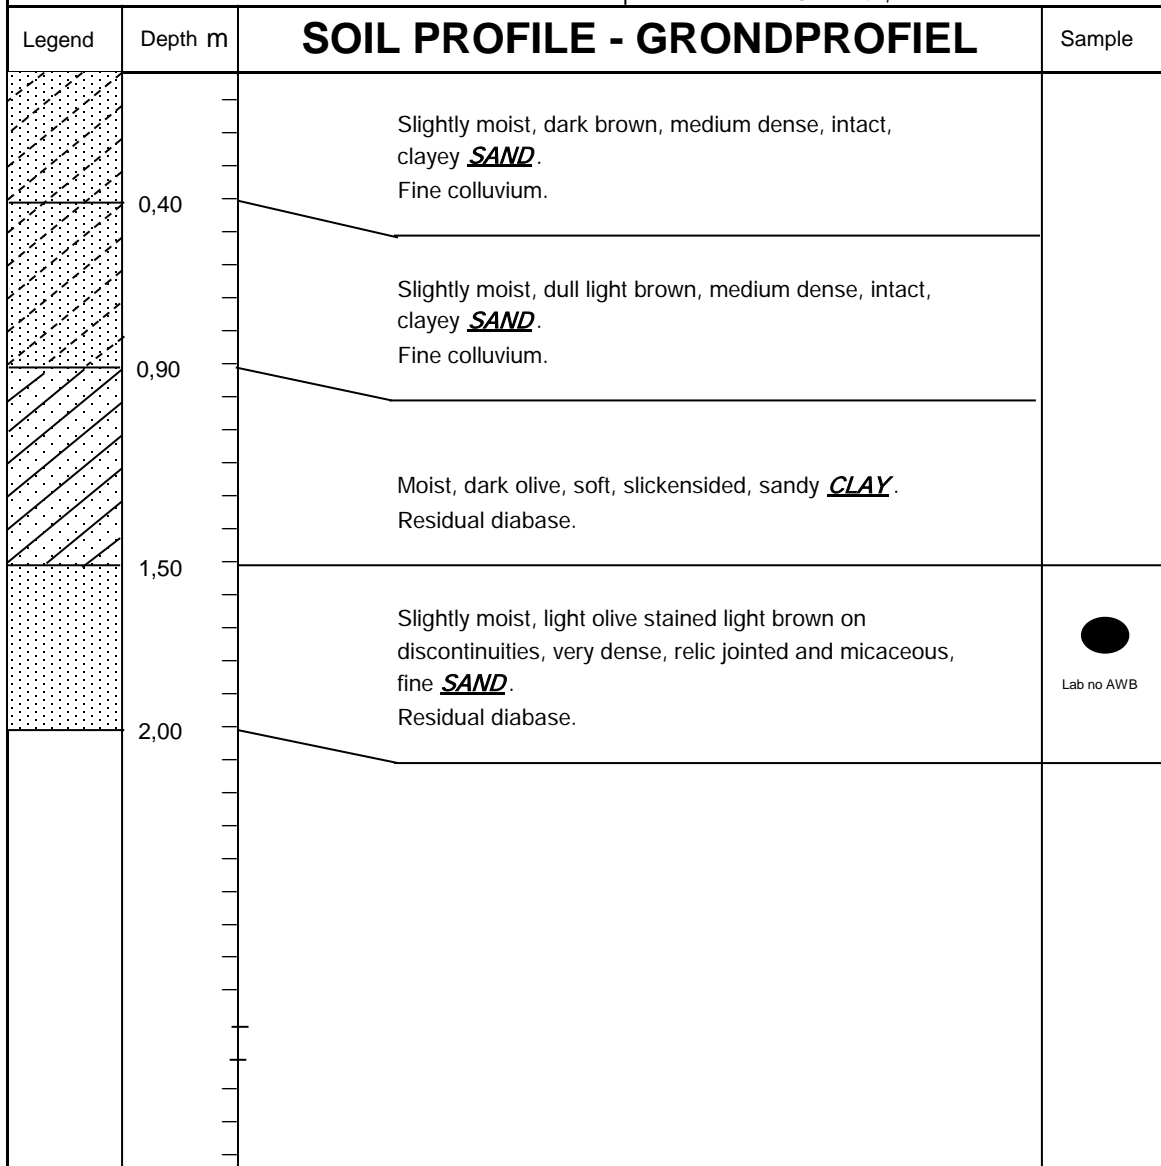 Legend Depth m SOIL PROFILE - GRONDPROFIEL Sample
Slightly moist, dark brown, medium dense, intact,
clayey SAND.
Fine colluvium.
0,40
Slightly moist, dull light brown, medium dense, intact,
clayey SAND.
Fine colluvium.
0,90
Moist, dark olive, soft, slickensided, sandy CLAY.
Residual diabase.
1,50
Slightly moist, light olive stained light brown on
discontinuities, very dense, relic jointed and micaceous,
fine SAND.
Residual diabase.
Lab no AWB
2,00